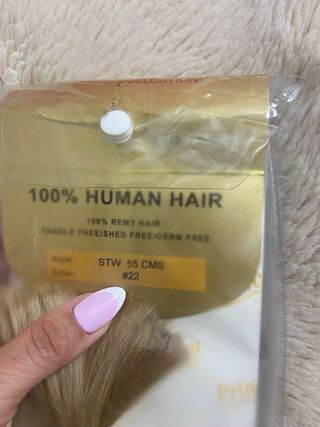 COLLECTION
100% HUMAN HAIR
100% REMY HAIR
TANGLE FREE/SHED FREE/GERM FREE
Style: STW 55 CMS
Color: #22
Prin